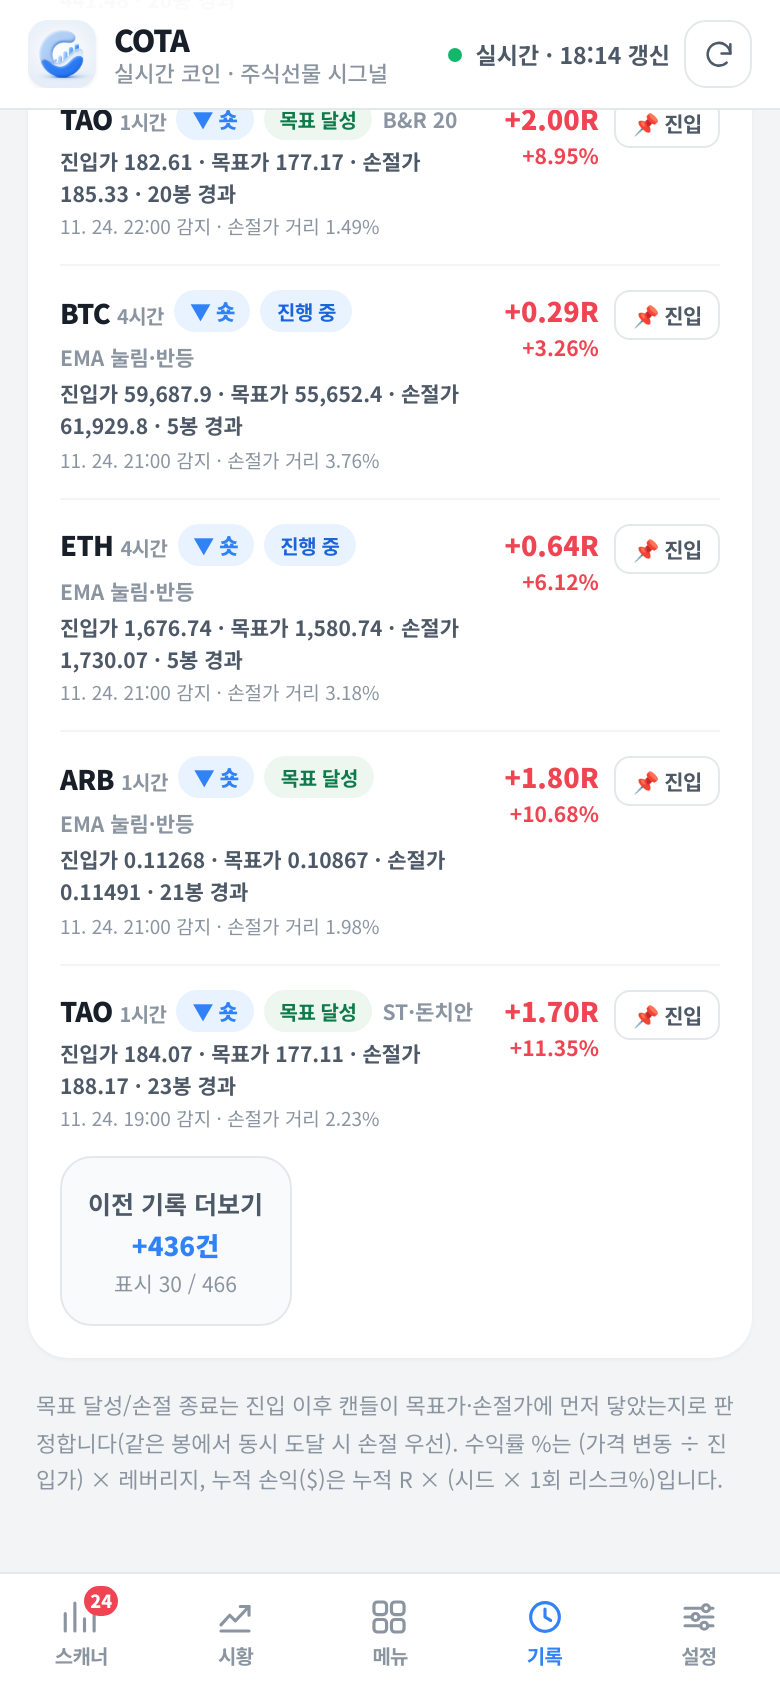 COTA
실시간 코인 · 주식선물 시그널
실시간 · 18:14 갱신
TAO 1시간 ▼ 숏 목표 달성 B&R 20 +2.00R 📌 진입
+8.95%
진입가 182.61 · 목표가 177.17 · 손절가
185.33 · 20봉 경과
11. 24. 22:00 감지 · 손절가 거리 1.49%
BTC 4시간 ▼ 숏 진행 중 +0.29R 📌 진입
+3.26%
EMA 눌림·반등
진입가 59,687.9 · 목표가 55,652.4 · 손절가
61,929.8 · 5봉 경과
11. 24. 21:00 감지 · 손절가 거리 3.76%
ETH 4시간 ▼ 숏 진행 중 +0.64R 📌 진입
+6.12%
EMA 눌림·반등
진입가 1,676.74 · 목표가 1,580.74 · 손절가
1,730.07 · 5봉 경과
11. 24. 21:00 감지 · 손절가 거리 3.18%
ARB 1시간 ▼ 숏 목표 달성 +1.80R 📌 진입
+10.68%
EMA 눌림·반등
진입가 0.11268 · 목표가 0.10867 · 손절가
0.11491 · 21봉 경과
11. 24. 21:00 감지 · 손절가 거리 1.98%
TAO 1시간 ▼ 숏 목표 달성 ST·돈치안 +1.70R 📌 진입
+11.35%
진입가 184.07 · 목표가 177.11 · 손절가
188.17 · 23봉 경과
11. 24. 19:00 감지 · 손절가 거리 2.23%
이전 기록 더보기
+436건
표시 30 / 466
목표 달성/손절 종료는 진입 이후 캔들이 목표가·손절가에 먼저 닿았는지로 판
정합니다(같은 봉에서 동시 도달 시 손절 우선). 수익률 %는 (가격 변동 ÷ 진
입가) × 레버리지, 누적 손익($)은 누적 R × (시드 × 1회 리스크%)입니다.
24
스캐너 시황 메뉴 기록 설정